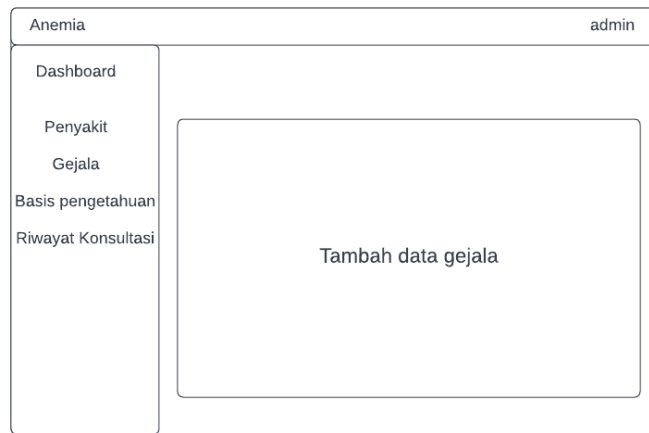 Anemia
admin
Dashboard
Penyakit
Gejala
Basis pengetahuan
Riwayat Konsultasi
Tambah data gejala